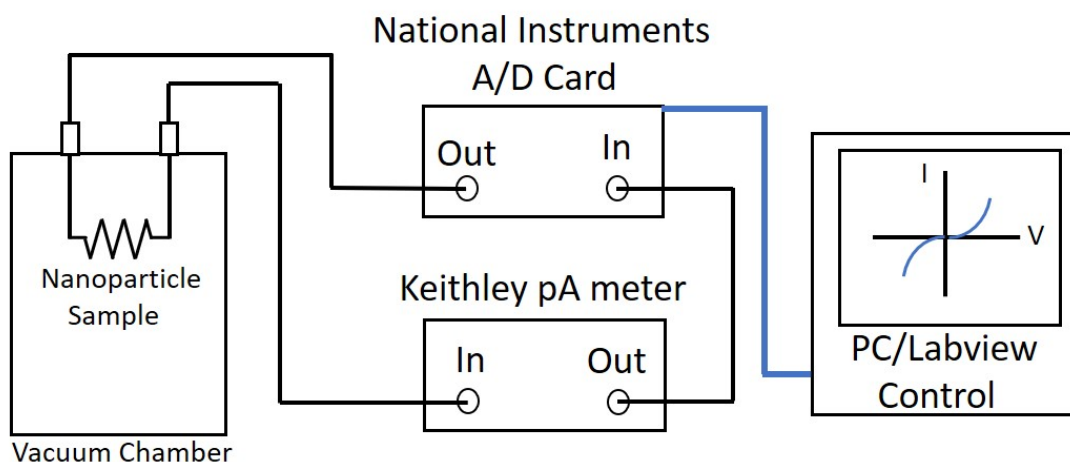 National Instruments
A/D Card
Out
In
Nanoparticle
Sample
Vacuum Chamber
Keithley pA meter
In
Out
I
V
PC/Labview
Control